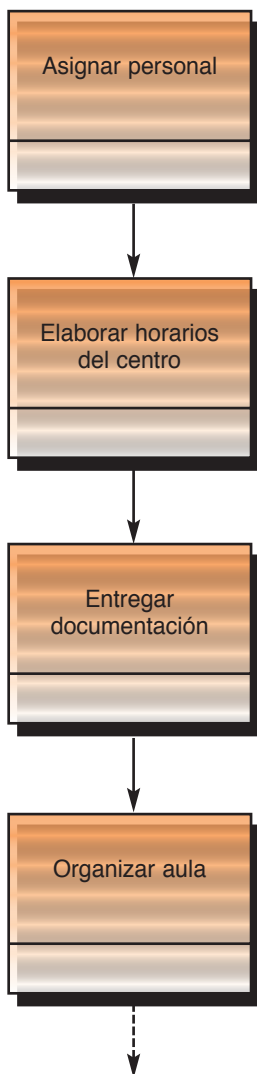 Asignar personal
Elaborar horarios
del centro
Entregar
documentación
Organizar aula